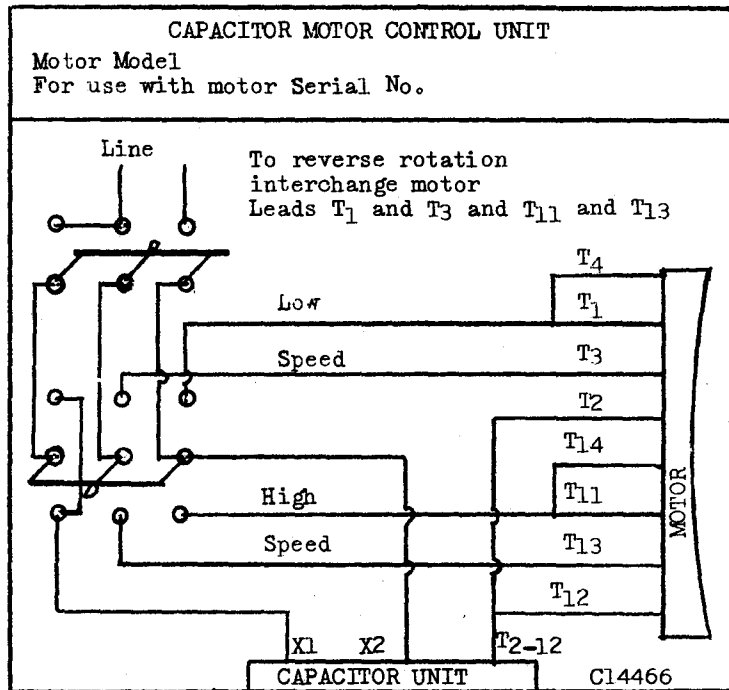 CAPACITOR MOTOR CONTROL UNIT
Motor Model
For use with motor Serial No.
Line
To reverse rotation
interchange motor
Leads T1 and T3 and T11 and T13
T4
Low
T1
Speed
T3
T2
T14
High
T11
MOTOR
Speed
T13
T12
X1 X2 T2-12
CAPACITOR UNIT C14466